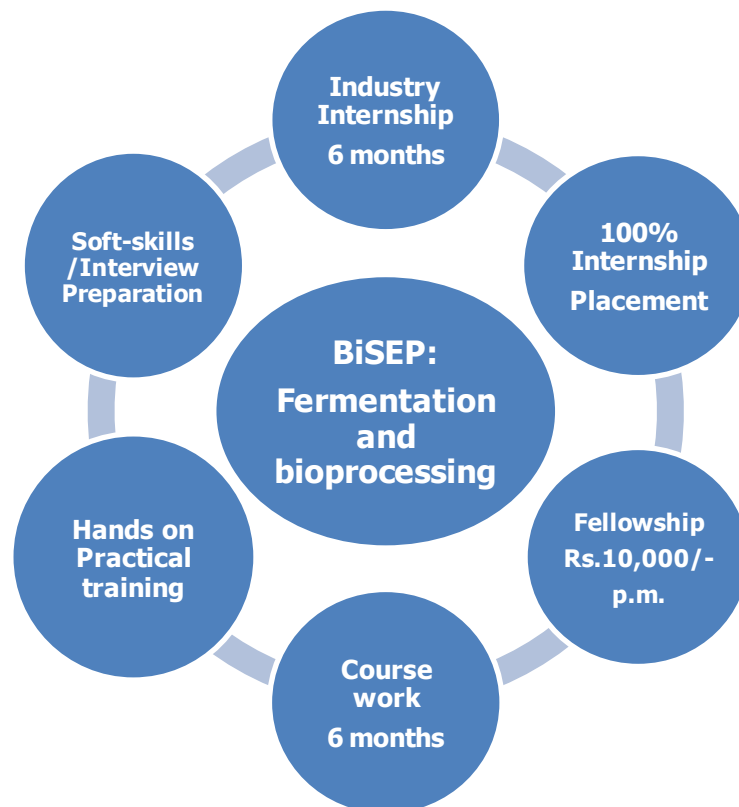 Industry
Internship
6 months
100%
Internship
Placement
Fellowship
Rs.10,000/-
p.m.
Course
work
6 months
Hands on
Practical
training
Soft-skills
/Interview
Preparation
BiSEP:
Fermentation
and
bioprocessing